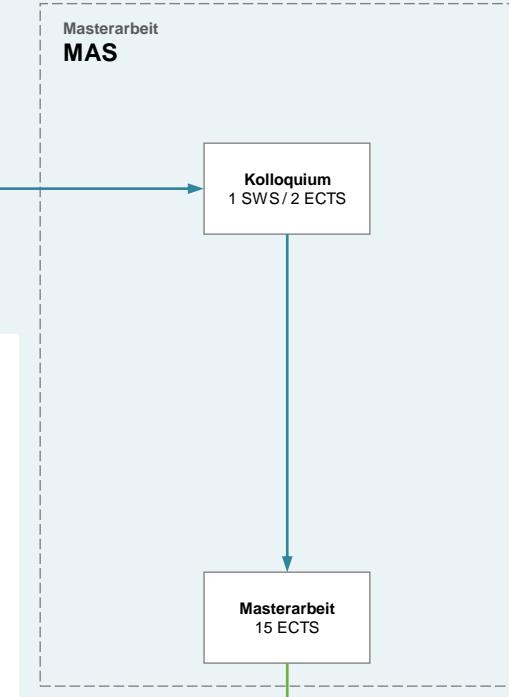 Masterarbeit
MAS
Kolloquium
1 SWS / 2 ECTS
Masterarbeit
15 ECTS